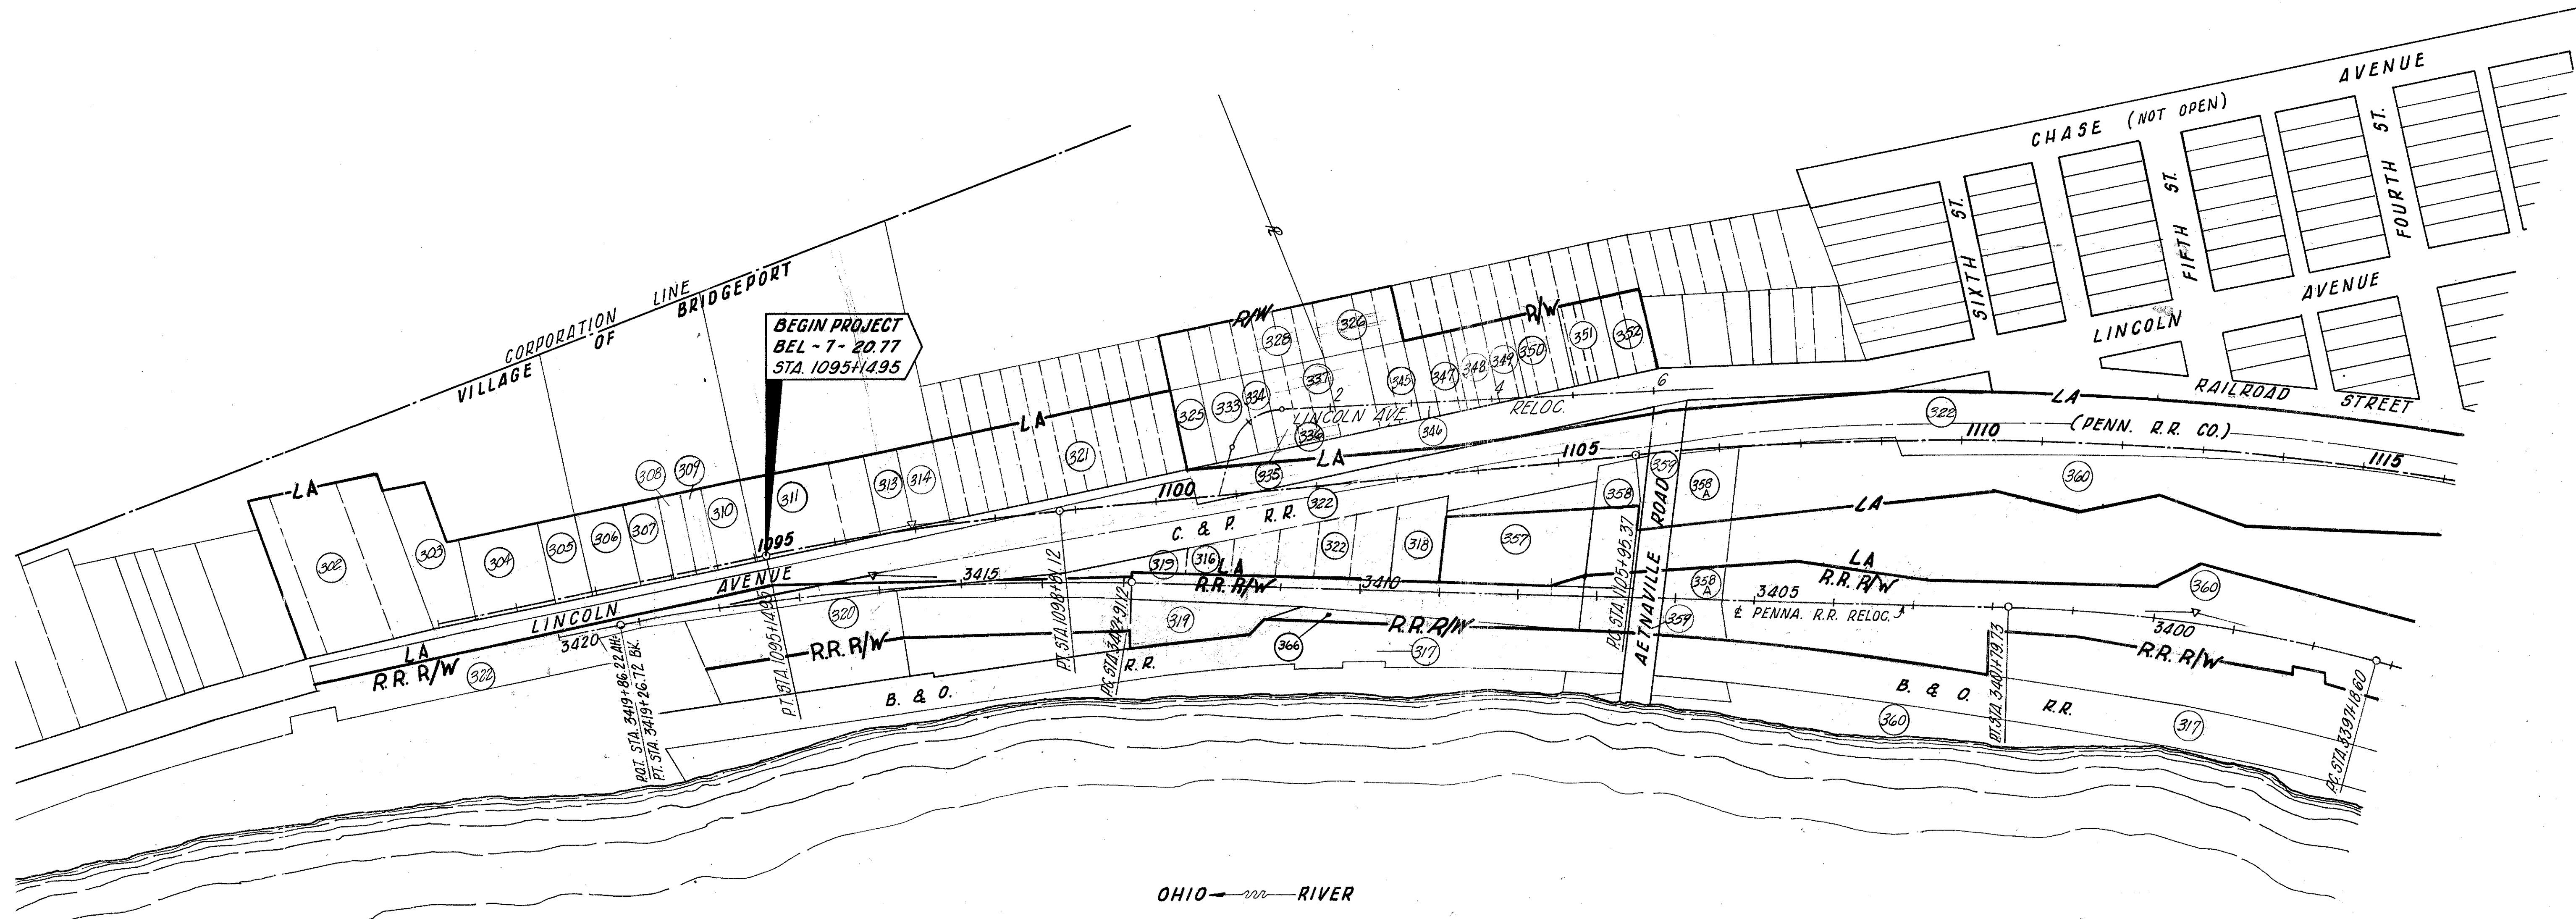 AVENUE
CHASE (NOT OPEN)
SIXTH ST.
FIFTH ST.
FOURTH ST.
AVENUE
LINCOLN
RAILROAD
STREET
CORPORATION LINE
VILLAGE OF BRIDGEPORT
BEGIN PROJECT
BEL-7-20.77
STA. 1095+14.95
R/W
R/W
328
326
325
333
334
337
345
347
348
349
350
351
352
2
4
6
LINCOLN AVE. RELOC.
336
346
335
LA
LA
LA
LA
321
302
303
304
305
306
307
308
309
310
311
313
314
1095
1100
1105
1110
1115
322
(PENN. R.R. CO.)
360
C. & P. R.R.
322
319
316
322
318
357
358
359
358
A
LA
LINCOLN AVENUE
3420
3415
3410
3405
3400
LA
R.R. R/W
LA
R.R. R/W
LA
R.R. R/W
358
A
360
359
₵ PENNA. R.R. RELOC.
AETNAVILLE ROAD
322
320
319
366
317
R.R. R/W
R.R. R/W
R.R. R/W
B. & O. R.R.
B. & O. R.R.
360
317
P.O.T. STA. 3419+86.22 AH=
P.T. STA. 3419+26.72 BK.
P.T. STA. 1095+14.95
P.C. STA. 1105+95.37
P.T. STA. 3401+79.73
P.C. STA. 3397+18.60
OHIO RIVER